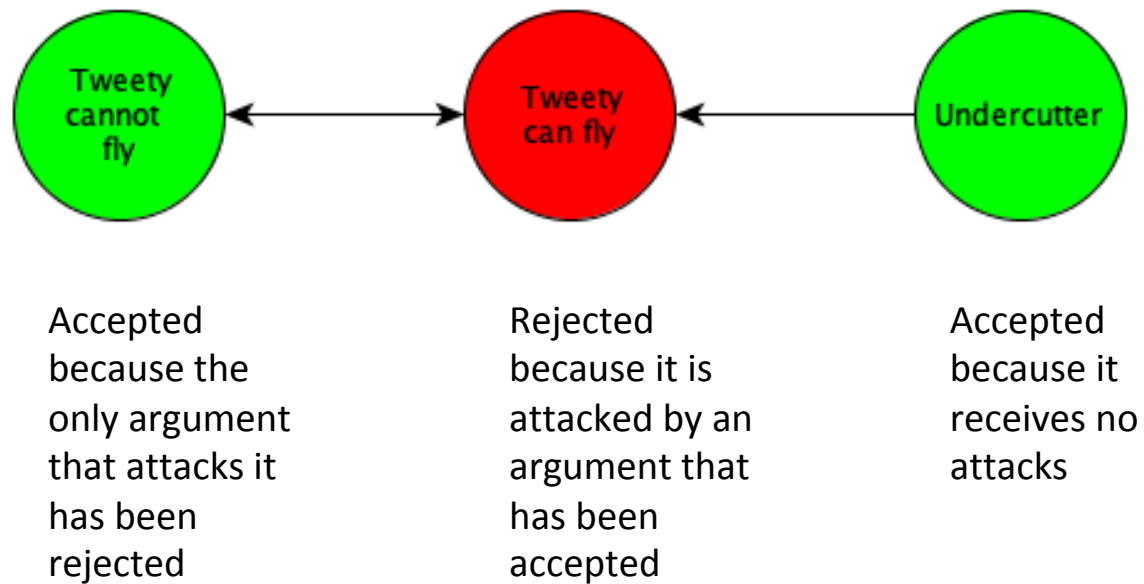 Tweety
cannot
fly
Tweety
can fly
Undercutter
Accepted
because the
only argument
that attacks it
has been
rejected
Rejected
because it is
attacked by an
argument that
has been
accepted
Accepted
because it
receives no
attacks